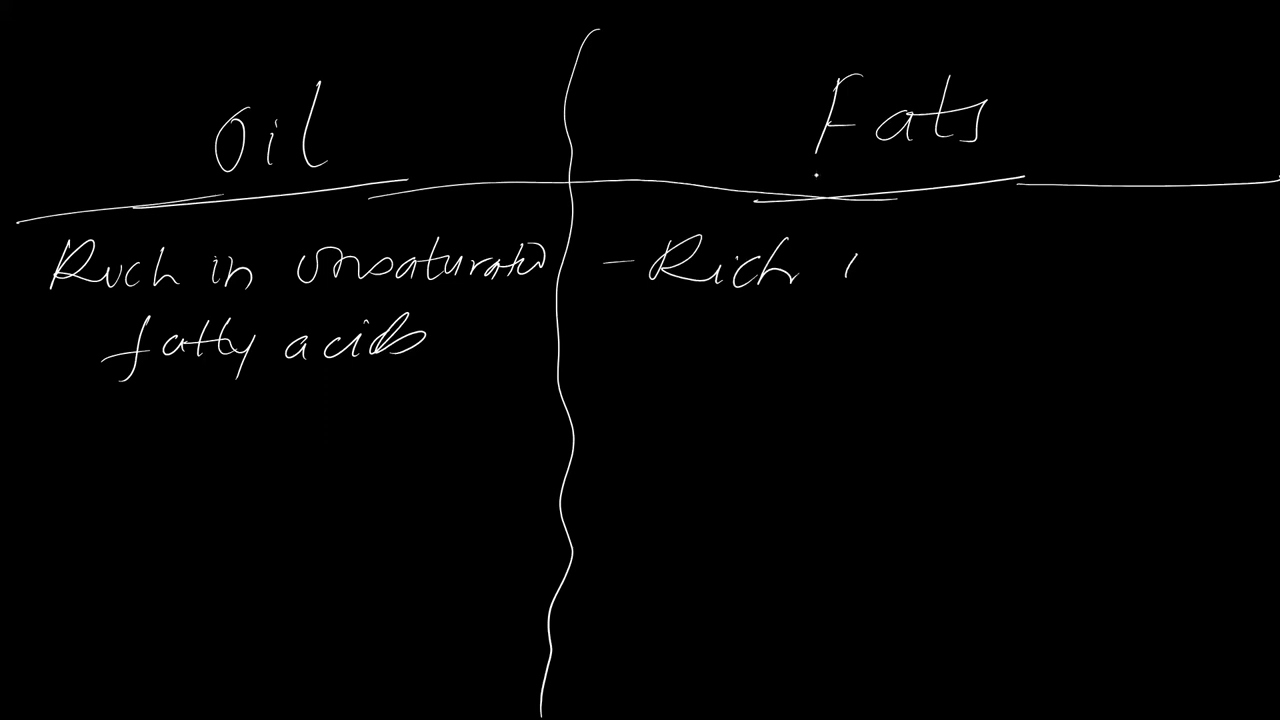 Oil
Fats
Rich in Unsaturated
fatty acids
- Rich